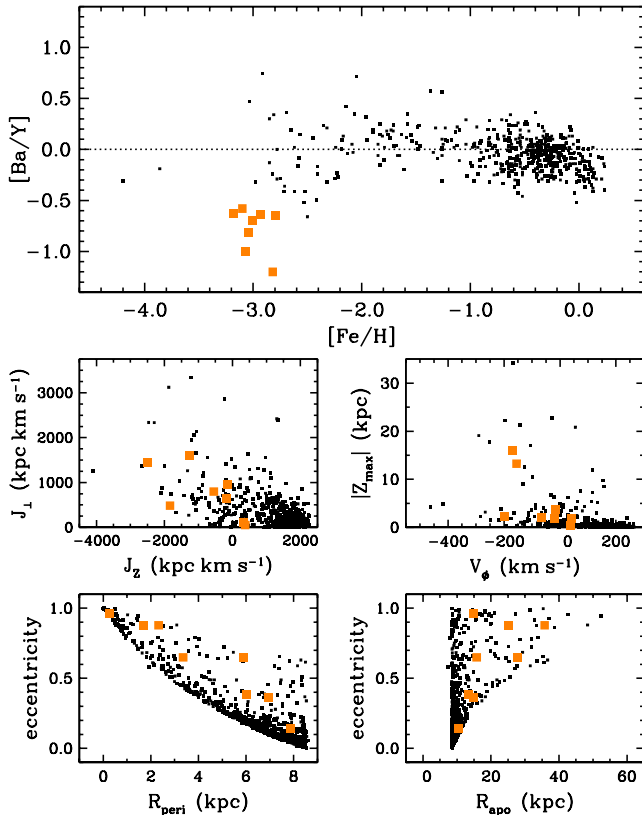 1.0
0.5
0.0
−0.5
−1.0
[Ba/Y]
−4.0 −3.0 −2.0 −1.0 0.0
[Fe/H]
3000
2000
1000
0
J⊥ (kpc km s⁻¹)
−4000 −2000 0 2000
J_Z (kpc km s⁻¹)
30
20
10
0
|Z_max| (kpc)
−400 −200 0 200
V_ϕ (km s⁻¹)
1.0
0.5
0.0
eccentricity
0 2 4 6 8
R_peri (kpc)
1.0
0.5
0.0
eccentricity
0 20 40 60
R_apo (kpc)